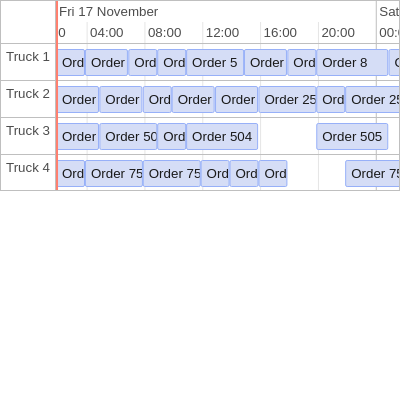 Fri 17 November Sat
0 04:00 08:00 12:00 16:00 20:00 00:
Truck 1 Ord Order Ord Ord Order 5 Order Ord Order 8
Truck 2 Order Order Ord Order Order Order 25 Ord Order 25
Truck 3 Order Order 50 Ord Order 504 Order 505
Truck 4 Ord Order 75 Order 75 Ord Ord Ord Order 75